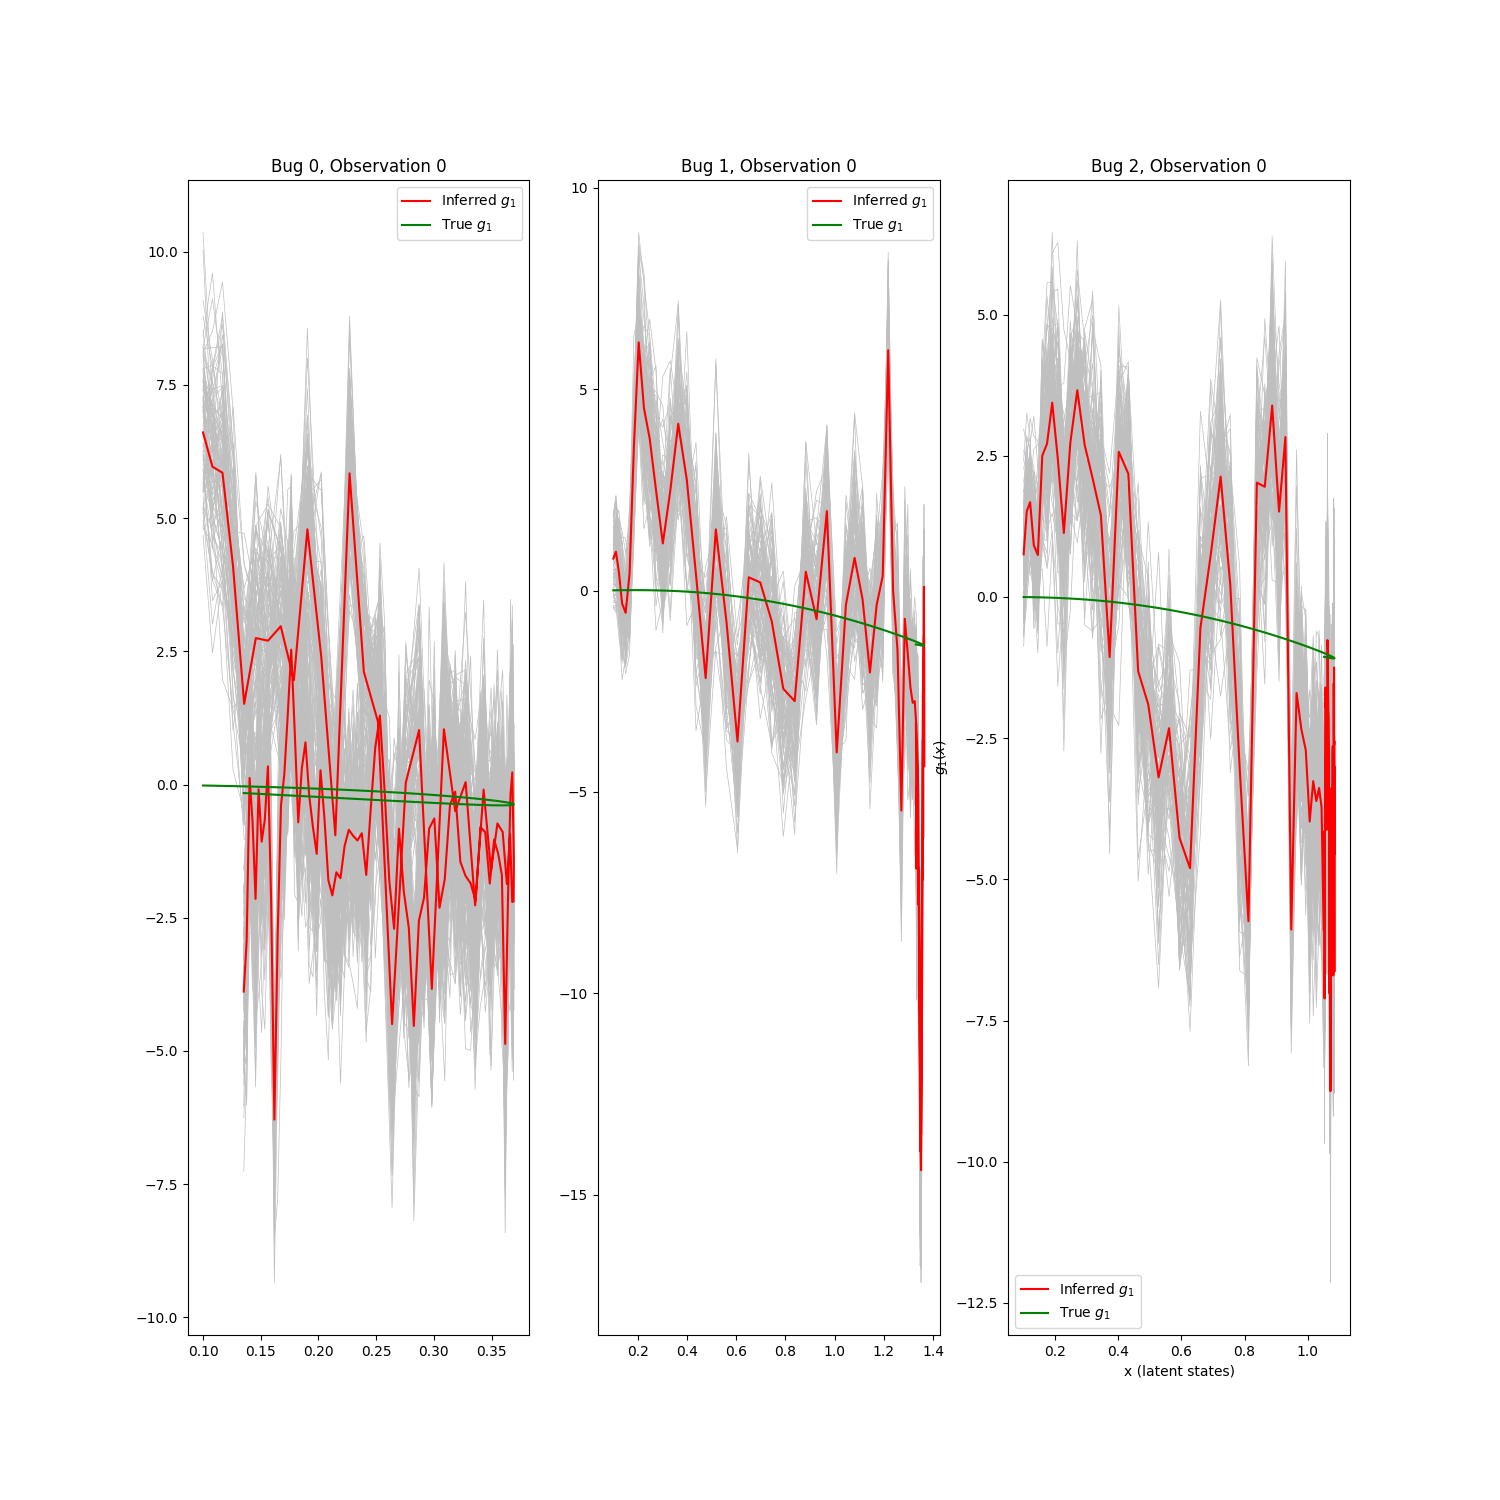 Bug 0, Observation 0
Inferred g₁
True g₁
10.0
7.5
5.0
2.5
0.0
−2.5
−5.0
−7.5
−10.0
0.10 0.15 0.20 0.25 0.30 0.35
Bug 1, Observation 0
Inferred g₁
True g₁
10
5
0
−5
−10
−15
0.2 0.4 0.6 0.8 1.0 1.2 1.4
Bug 2, Observation 0
g₁(x)
5.0
2.5
0.0
−2.5
−5.0
−7.5
−10.0
−12.5
Inferred g₁
True g₁
0.2 0.4 0.6 0.8 1.0
x (latent states)